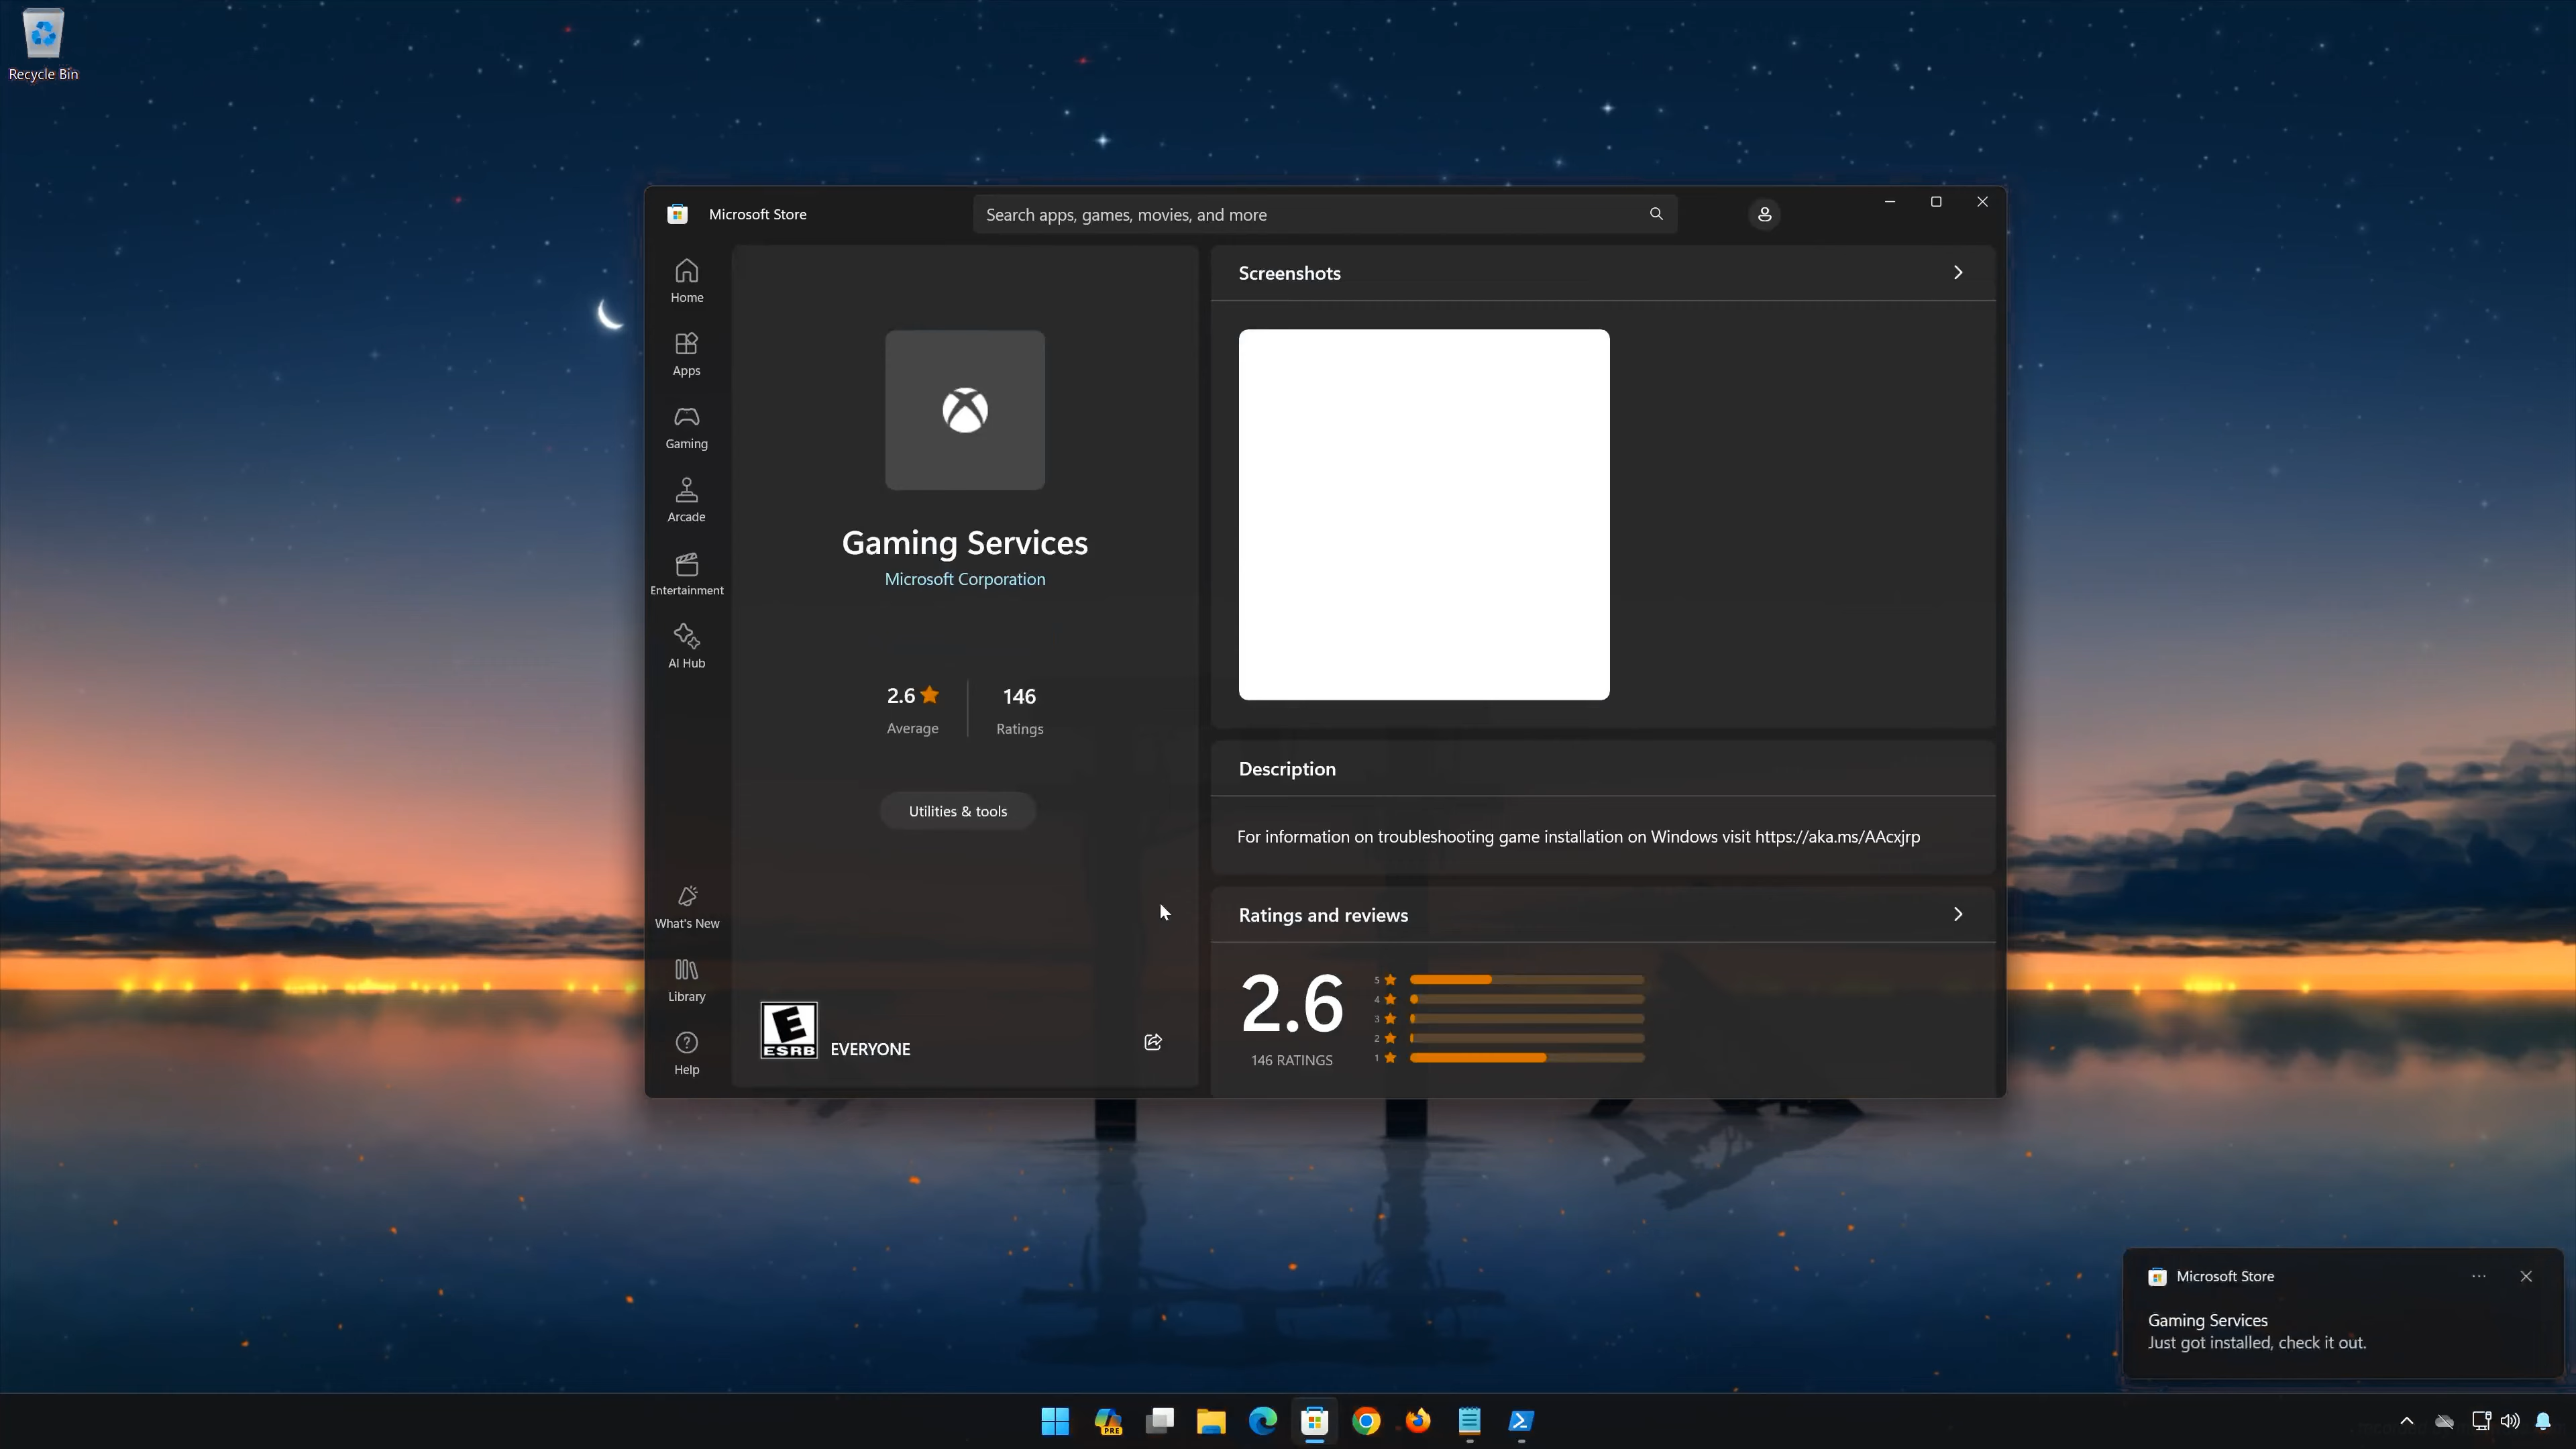 Recycle Bin
Microsoft Store
Search apps, games, movies, and more
Home
Apps
Gaming
Arcade
Entertainment
AI Hub
What's New
Library
Help
Gaming Services
Microsoft Corporation
2.6
Average
146
Ratings
Utilities & tools
E
ESRB
EVERYONE
Screenshots
Description
For information on troubleshooting game installation on Windows visit https://aka.ms/AAcxjrp
Ratings and reviews
2.6
146 RATINGS
5
4
3
2
1
Microsoft Store
Gaming Services
Just got installed, check it out.
PRE